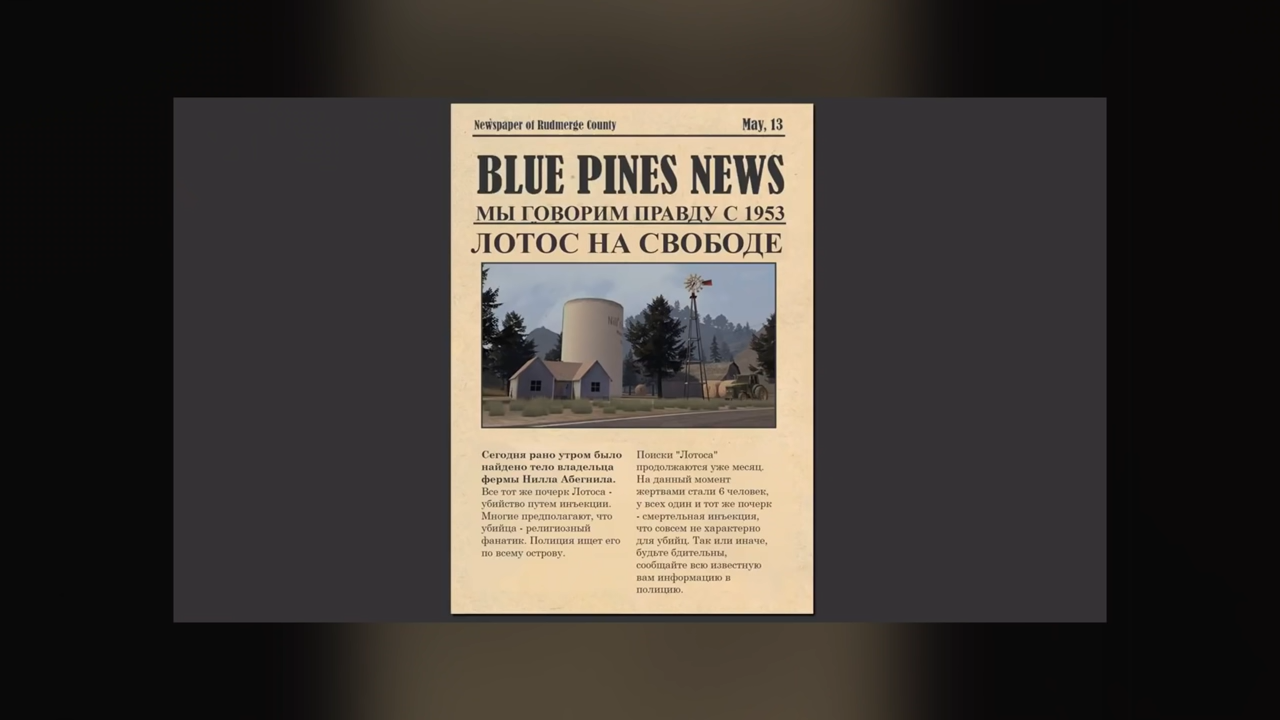 Newspaper of Rudmerge County
May, 13
BLUE PINES NEWS
МЫ ГОВОРИМ ПРАВДУ С 1953
ЛОТОС НА СВОБОДЕ
Сегодня рано утром было
найдено тело владельца
фермы Нилла Абегнила.
Все тот же почерк Лотоса -
убийство путем инъекции.
Многие предполагают, что
убийца - религиозный
фанатик. Полиция ищет его
по всему острову.
Поиски "Лотоса"
продолжаются уже месяц.
На данный момент
жертвами стали 6 человек,
у всех один и тот же почерк
- смертельная инъекция,
что совсем не характерно
для убийц. Так или иначе,
будьте бдительны,
сообщайте всю известную
вам информацию в
полицию.